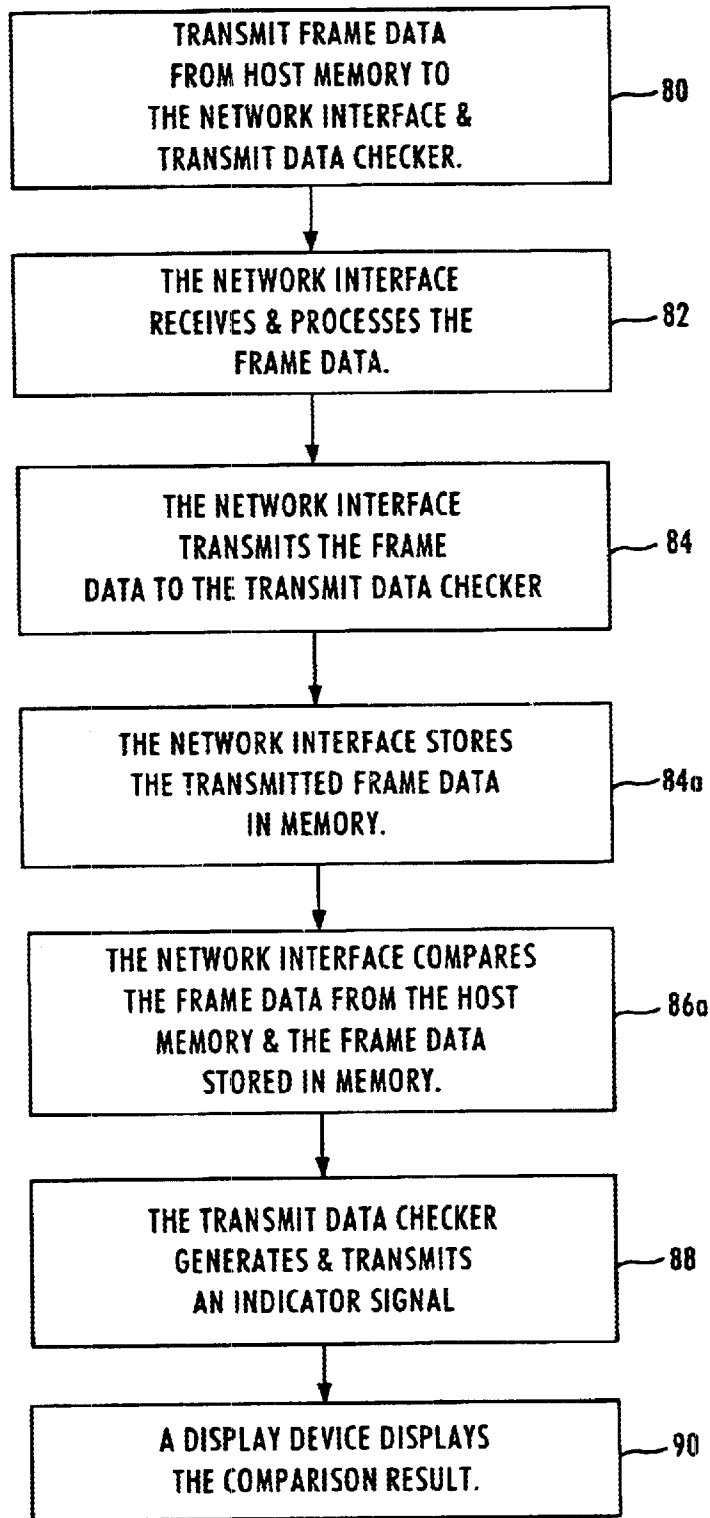 TRANSMIT FRAME DATA
FROM HOST MEMORY TO
THE NETWORK INTERFACE &
TRANSMIT DATA CHECKER.
80
THE NETWORK INTERFACE
RECEIVES & PROCESSES THE
FRAME DATA.
82
THE NETWORK INTERFACE
TRANSMITS THE FRAME
DATA TO THE TRANSMIT DATA CHECKER
84
THE NETWORK INTERFACE STORES
THE TRANSMITTED FRAME DATA
IN MEMORY.
84a
THE NETWORK INTERFACE COMPARES
THE FRAME DATA FROM THE HOST
MEMORY & THE FRAME DATA
STORED IN MEMORY.
86a
THE TRANSMIT DATA CHECKER
GENERATES & TRANSMITS
AN INDICATOR SIGNAL
88
A DISPLAY DEVICE DISPLAYS
THE COMPARISON RESULT.
90